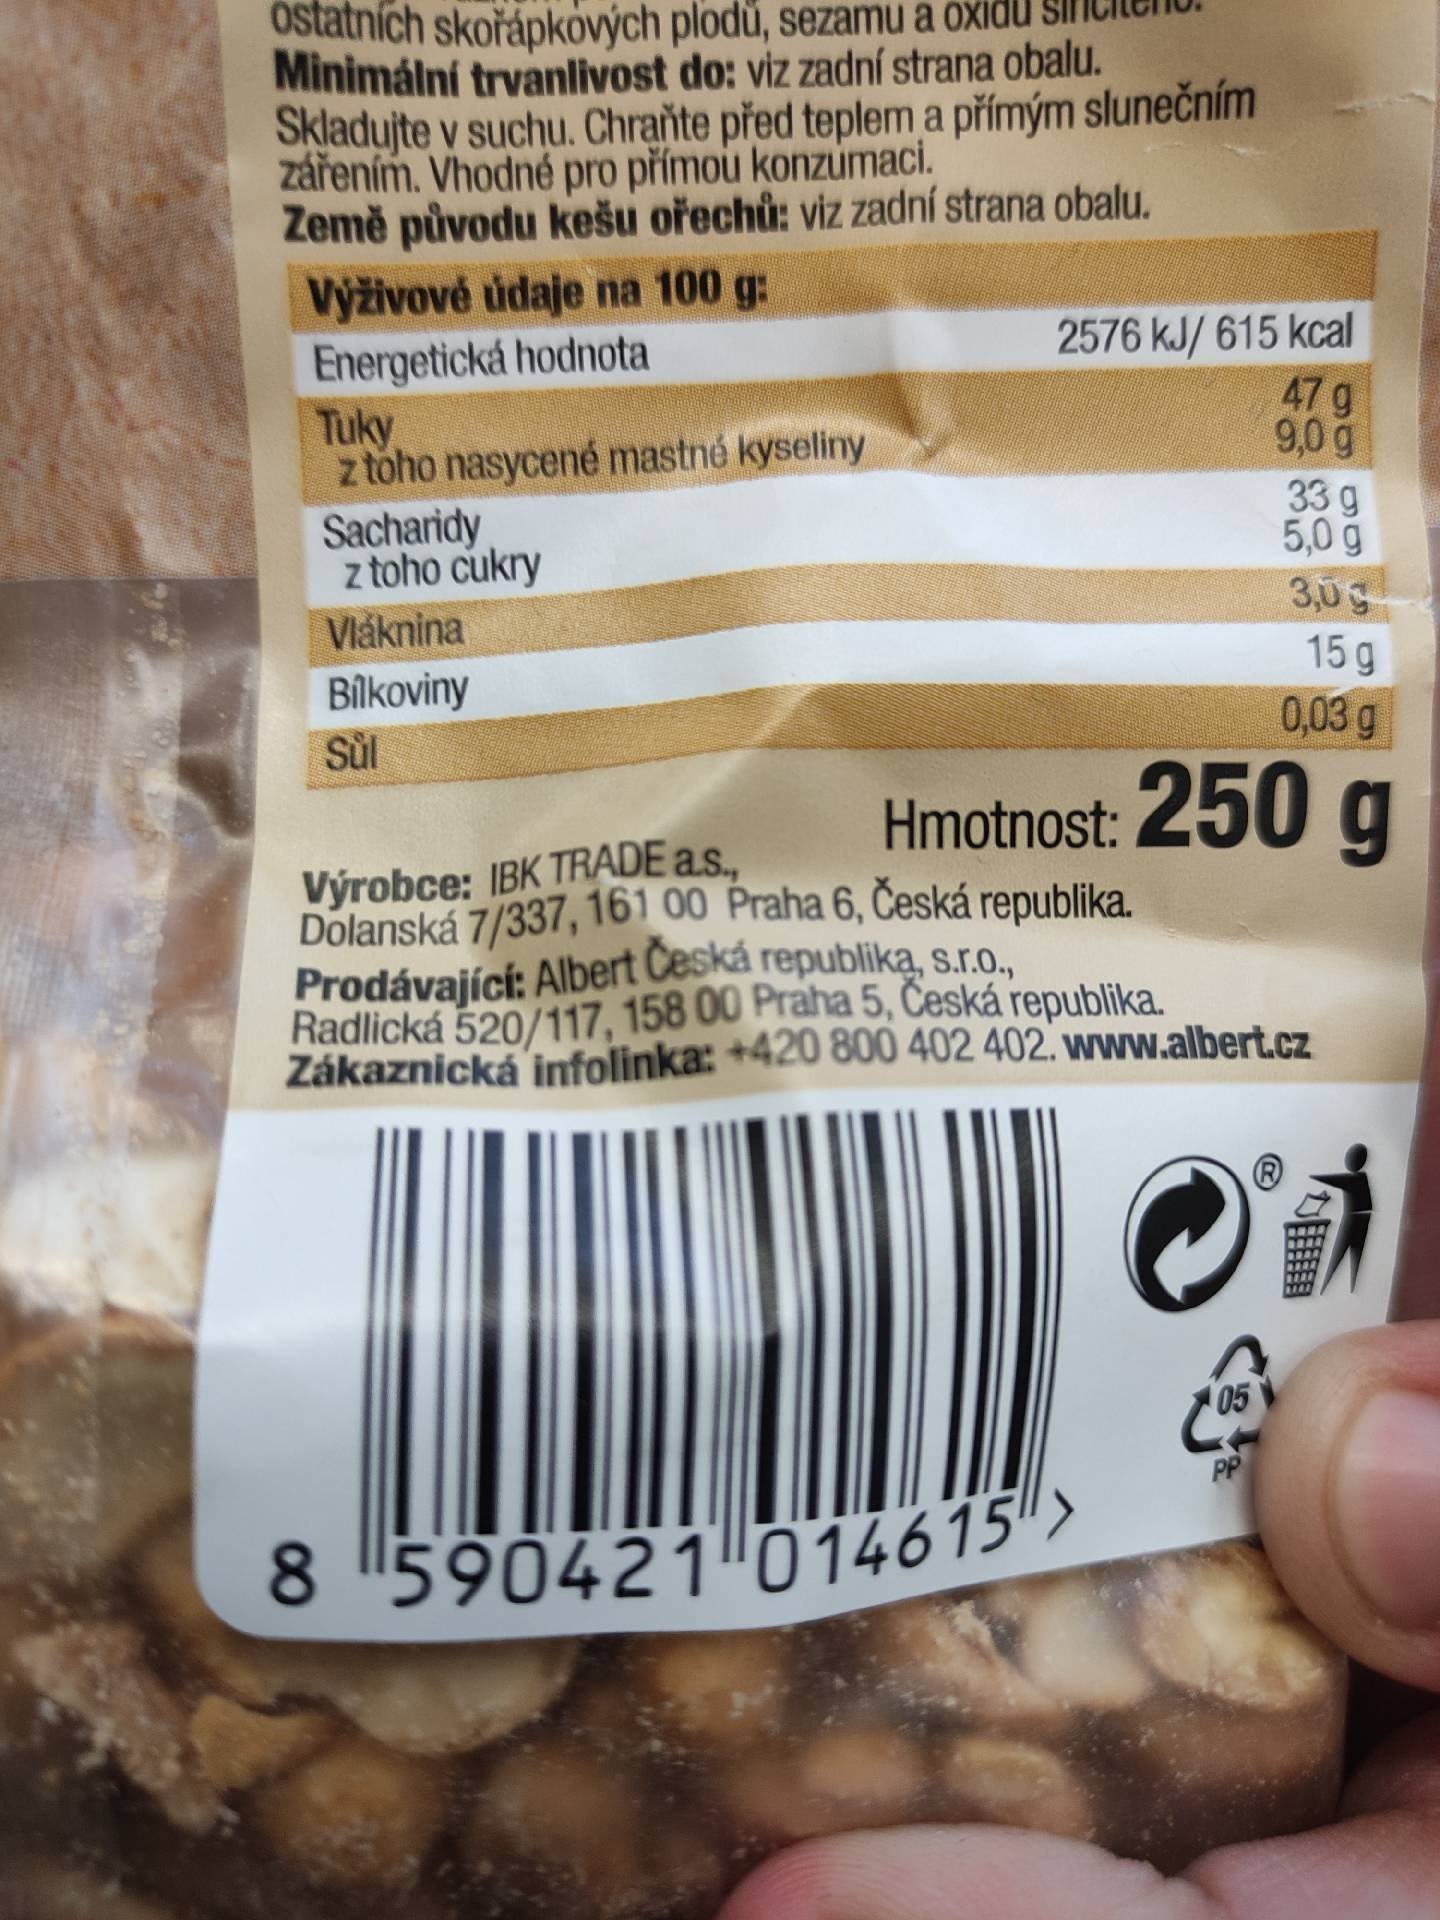 ostatních skořápkových plodů, sezamu a oxidu siřičitého.
Minimální trvanlivost do: viz zadní strana obalu.
Skladujte v suchu. Chraňte před teplem a přímým slunečním
zářením. Vhodné pro přímou konzumaci.
Země původu kešu ořechů: viz zadní strana obalu.
Výživové údaje na 100 g:
Energetická hodnota 2576 kJ/ 615 kcal
Tuky 47 g
z toho nasycené mastné kyseliny 9,0 g
Sacharidy 33 g
z toho cukry 5,0 g
Vláknina 3,0 g
Bílkoviny 15 g
Sůl 0,03 g
Hmotnost: 250 g
Výrobce: IBK TRADE a.s.,
Dolanská 7/337, 161 00 Praha 6, Česká republika.
Prodávající: Albert Česká republika, s.r.o.,
Radlická 520/117, 158 00 Praha 5, Česká republika.
Zákaznická infolinka: +420 800 402 402. www.albert.cz
®
05
PP
8 590421 014615 >